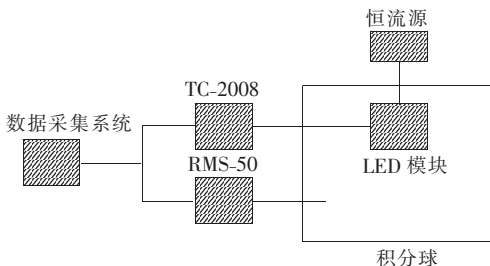 恒流源
TC-2008
数据采集系统
RMS-50
LED 模块
积分球